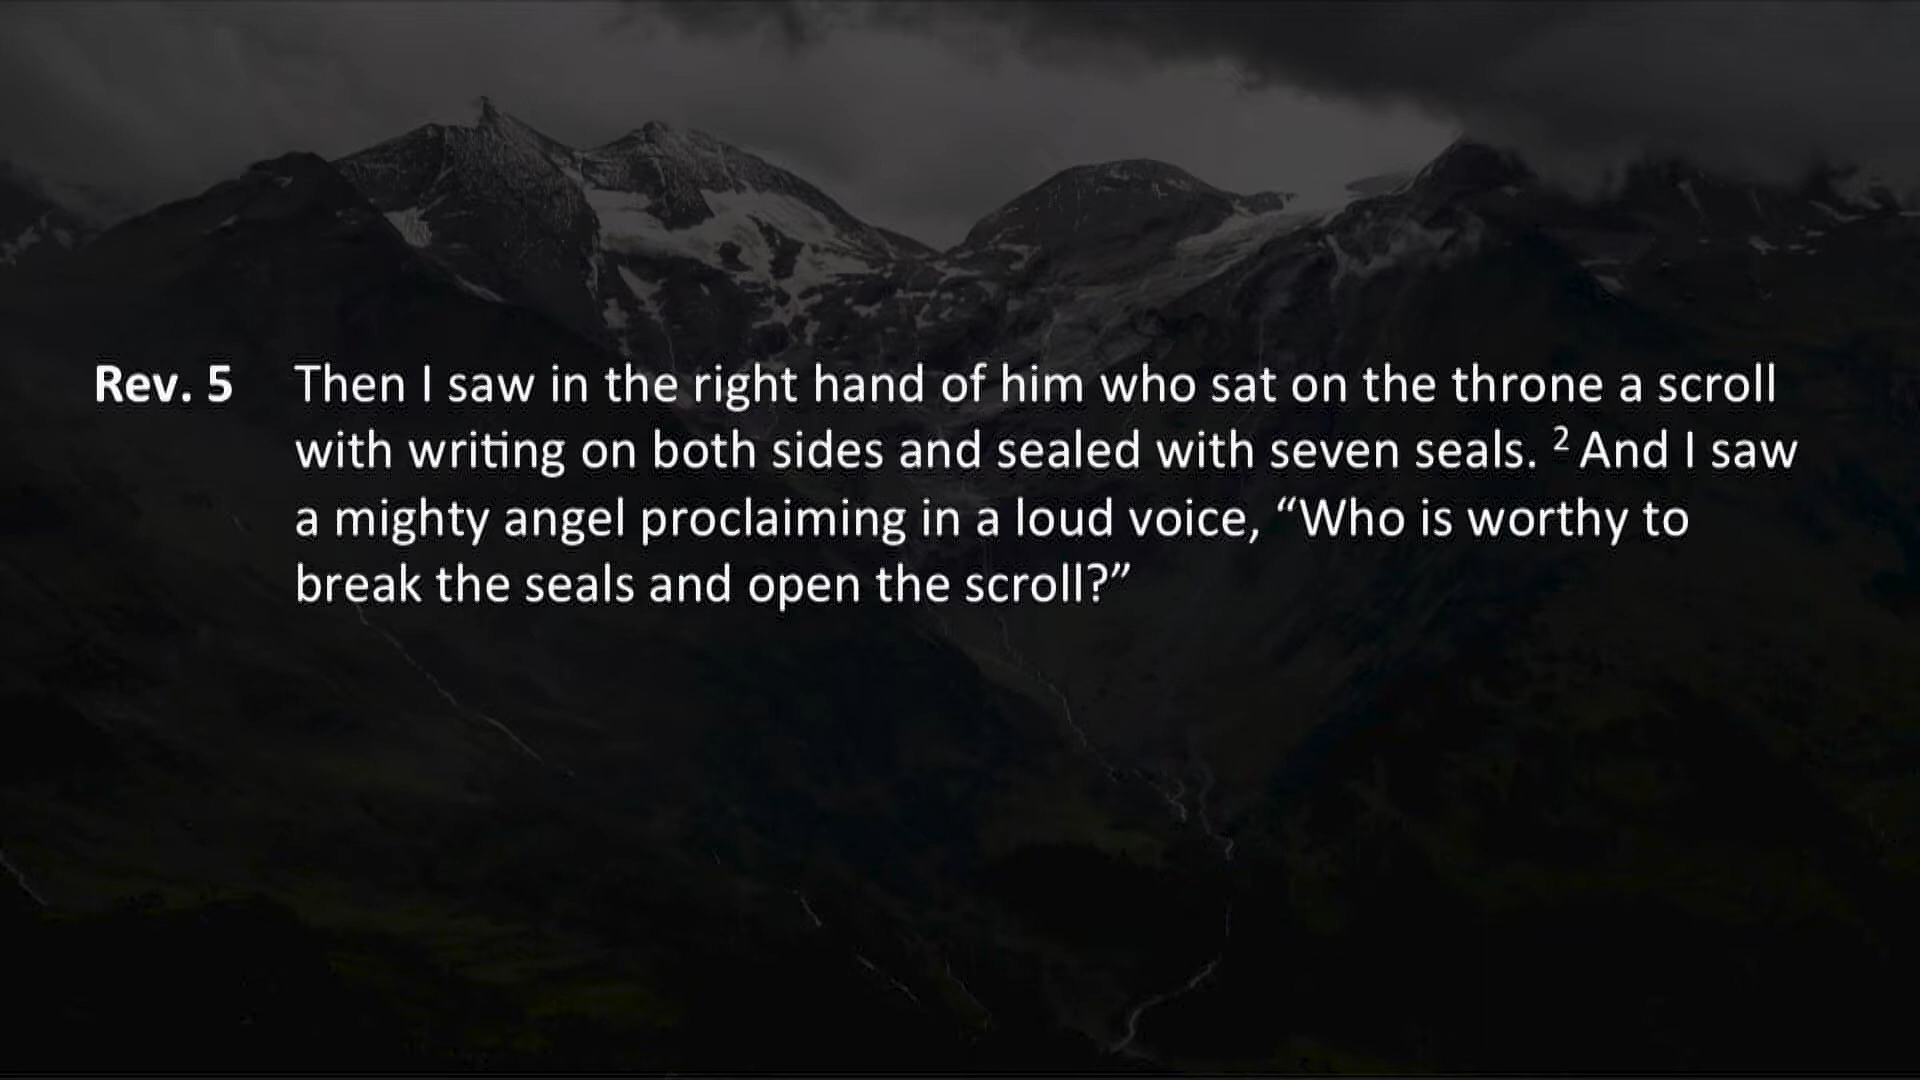 Rev. 5 Then I saw in the right hand of him who sat on the throne a scroll
with writing on both sides and sealed with seven seals. 2 And I saw
a mighty angel proclaiming in a loud voice, “Who is worthy to
break the seals and open the scroll?”